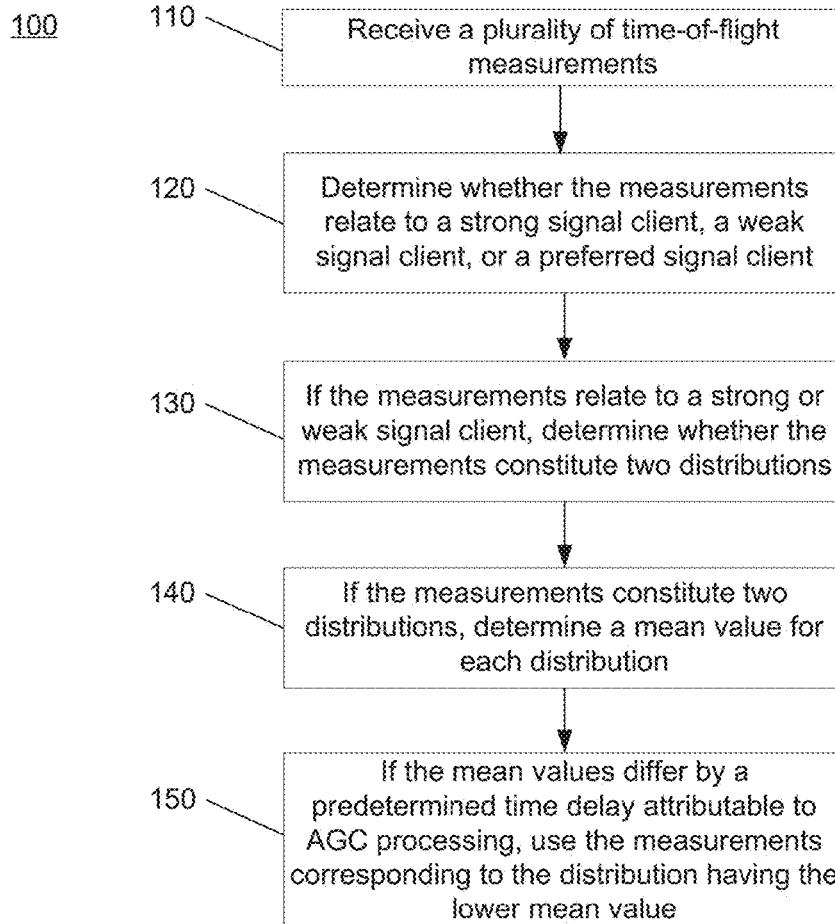 100
110
Receive a plurality of time-of-flight
measurements
120
Determine whether the measurements
relate to a strong signal client, a weak
signal client, or a preferred signal client
130
If the measurements relate to a strong or
weak signal client, determine whether the
measurements constitute two distributions
140
If the measurements constitute two
distributions, determine a mean value for
each distribution
150
If the mean values differ by a
predetermined time delay attributable to
AGC processing, use the measurements
corresponding to the distribution having the
lower mean value